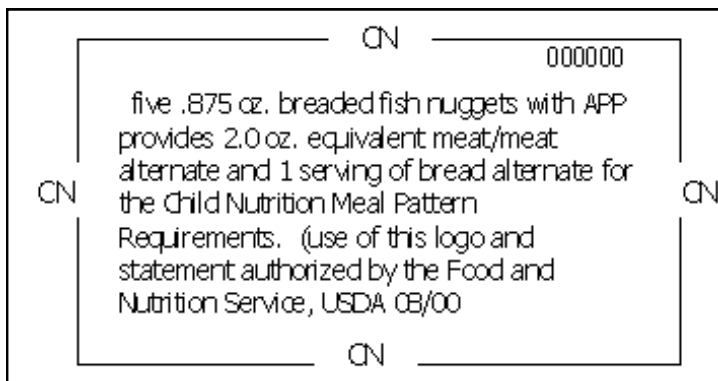 CN
000000
five .875 oz. breaded fish nuggets with APP
provides 2.0 oz. equivalent meat/meat
alternate and 1 serving of bread alternate for
CN CN
the Child Nutrition Meal Pattern
Requirements. (use of this logo and
statement authorized by the Food and
Nutrition Service, USDA 03/00
CN